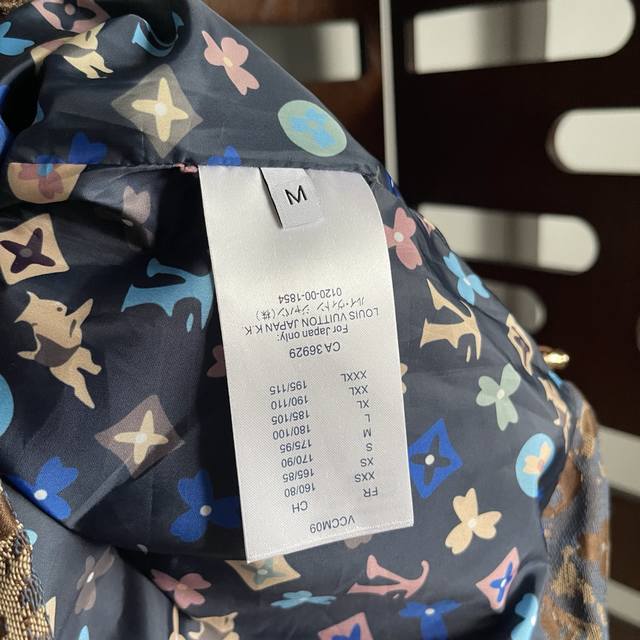 M
VCCM09
FR CH
XXS 160/80
XS 165/85
S 170/90
M 175/95
L 180/100
XL 185/105
XXL 190/110
XXXL 195/115
CA 36929
For Japan only:
LOUIS VUITTON JAPAN K.K
ルイ・ヴィトン ジャパン(株)
0120-00-1854